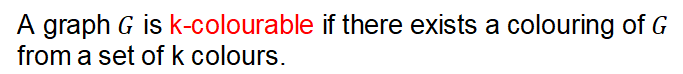 A graph G is k-colourable if there exists a colouring of G
from a set of k colours.